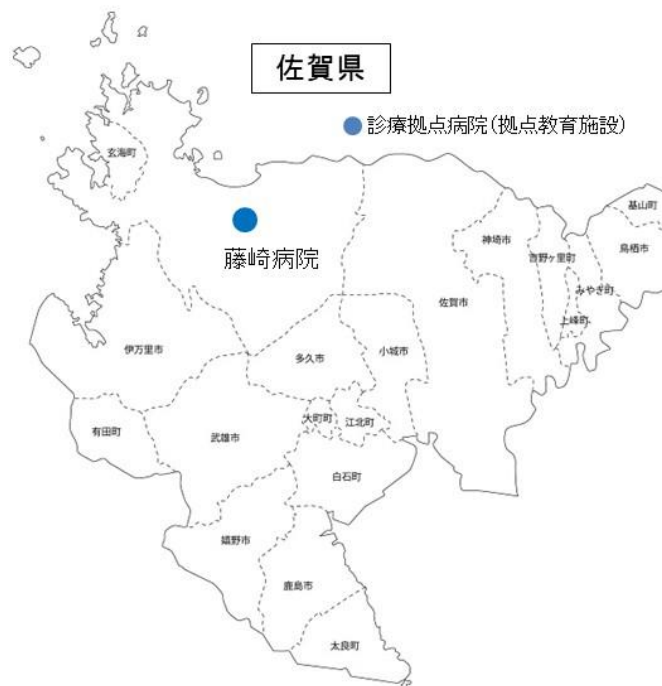 佐賀県
診療拠点病院(拠点教育施設)
玄海町
基山町
藤崎病院
神埼市
吉野ヶ里町
鳥栖市
みやき町
佐賀市
上峰町
伊万里市
多久市
小城市
有田町
武雄市
大町町
江北町
白石町
嬉野市
鹿島市
太良町